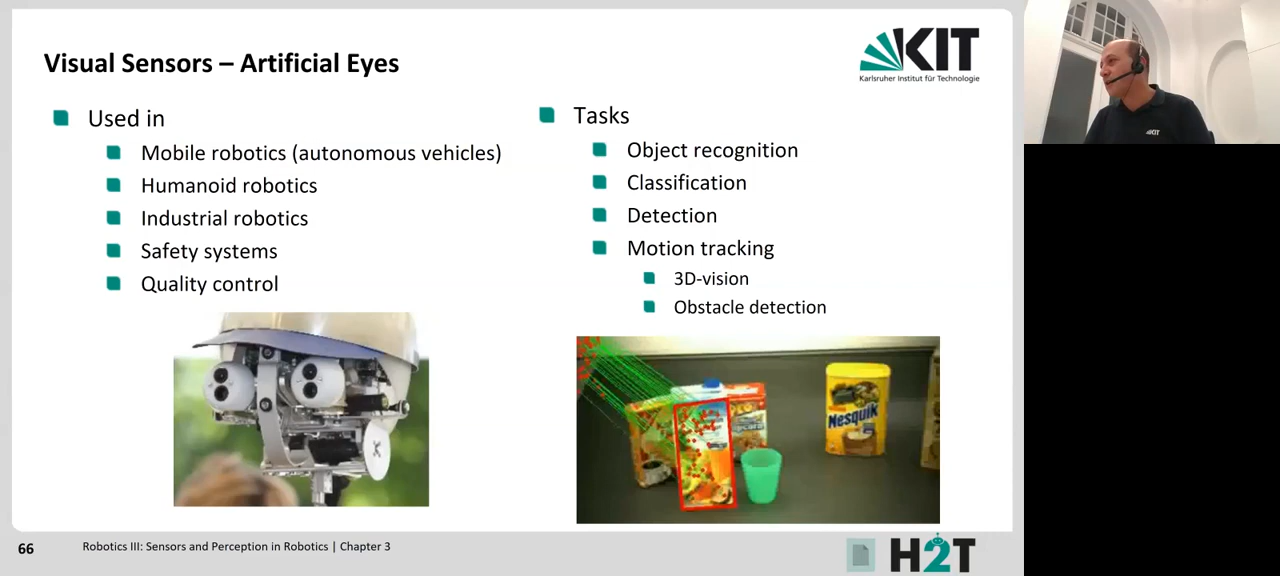 Visual Sensors – Artificial Eyes
KIT
Karlsruher Institut für Technologie
Used in
Mobile robotics (autonomous vehicles)
Humanoid robotics
Industrial robotics
Safety systems
Quality control
Tasks
Object recognition
Classification
Detection
Motion tracking
3D-vision
Obstacle detection
Nesquik
66
Robotics III: Sensors and Perception in Robotics | Chapter 3
H2T
KIT